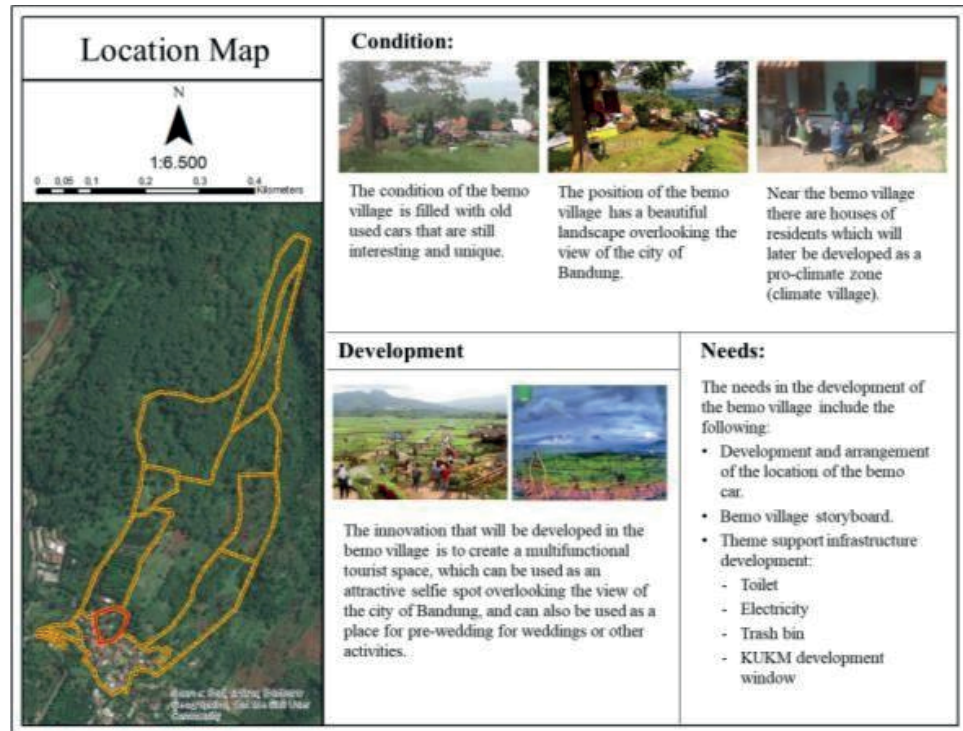 Location Map
N
1:6.500
0 0,05 0,1 0,2 0,3 0,4
Kilometers
Condition:
The condition of the bemo
village is filled with old
used cars that are still
interesting and unique.
The position of the bemo
village has a beautiful
landscape overlooking the
view of the city of
Bandung.
Near the bemo village
there are houses of
residents which will
later be developed as a
pro-climate zone
(climate village).
Development
The innovation that will be developed in the
bemo village is to create a multifunctional
tourist space, which can be used as an
attractive selfie spot overlooking the view of
the city of Bandung, and can also be used as a
place for pre-wedding for weddings or other
activities.
Needs:
The needs in the development of
the bemo village include the
following:
• Development and arrangement
of the location of the bemo
car.
• Bemo village storyboard.
• Theme support infrastructure
development:
- Toilet
- Electricity
- Trash bin
- KUKM development
window
Community